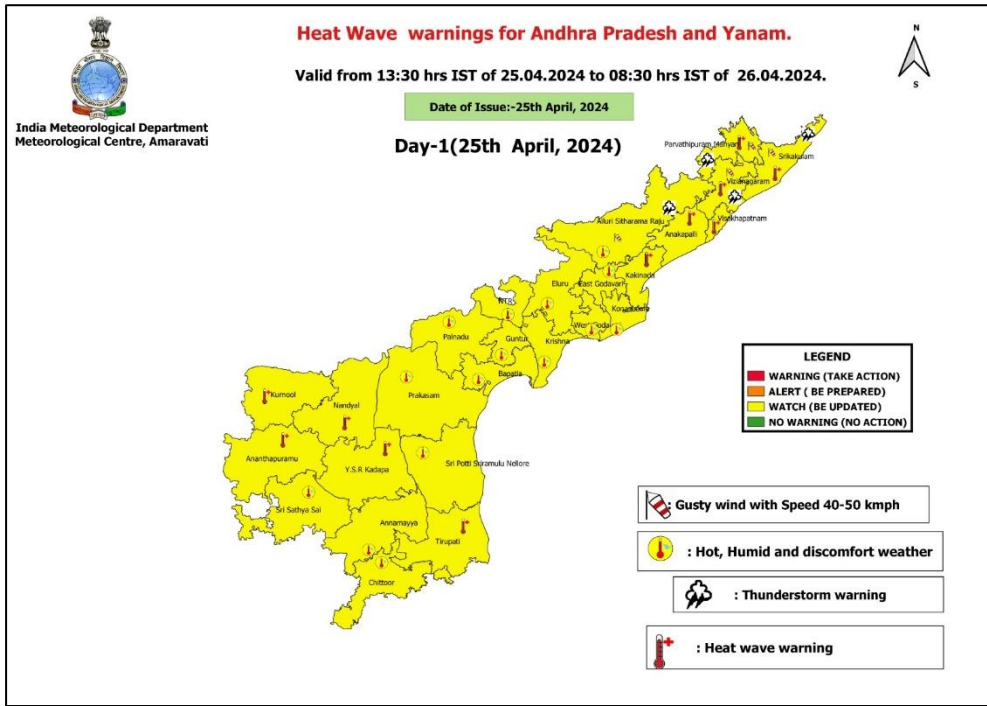 Heat Wave warnings for Andhra Pradesh and Yanam.
Valid from 13:30 hrs IST of 25.04.2024 to 08:30 hrs IST of 26.04.2024.
Date of Issue:-25th April, 2024
Day-1(25th April, 2024)
India Meteorological Department
Meteorological Centre, Amaravati
N
S
Parvathipuram
Srikakulam
Vizianagaram
Visakhapatnam
Alluri Sitharama Raju
Anakapalli
Kakinada
Eluru
East Godavari
NTR
Krishna
Guntur
Palnadu
Bapatla
Prakasam
Kurnool
Nandyal
Ananthapuramu
Y.S.R Kadapa
Sri Potti Sriramulu Nellore
Sri Sathya Sai
Annamayya
Tirupati
Chittoor
LEGEND
WARNING (TAKE ACTION)
ALERT ( BE PREPARED)
WATCH (BE UPDATED)
NO WARNING (NO ACTION)
: Gusty wind with Speed 40-50 kmph
: Hot, Humid and discomfort weather
: Thunderstorm warning
: Heat wave warning